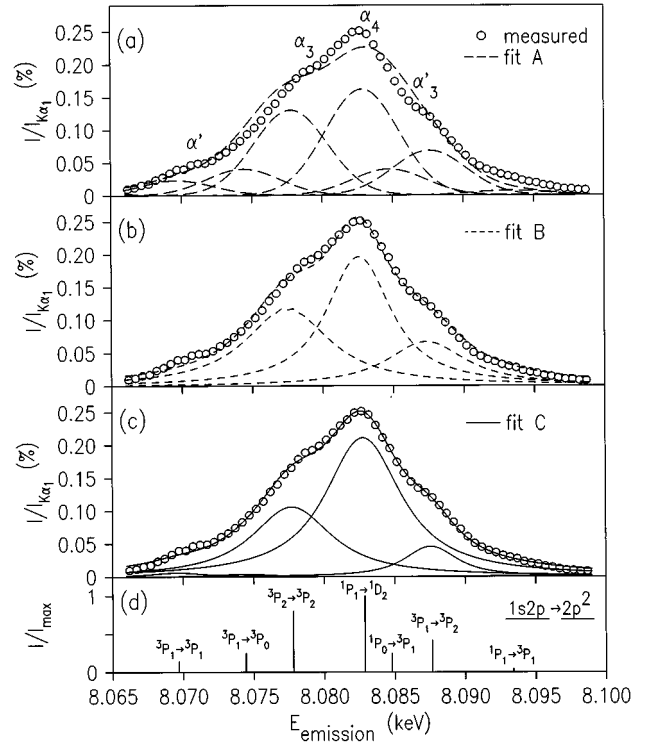 (a)
α'
α₃
α₄
α'₃
○ measured
— — fit A
I/I_Kα₁ (%)
0.25
0.20
0.15
0.10
0.05
0
(b)
---- fit B
I/I_Kα₁ (%)
0.25
0.20
0.15
0.10
0.05
0
(c)
— fit C
I/I_Kα₁ (%)
0.25
0.20
0.15
0.10
0.05
0
(d)
1s2p→2p²
³P₁→³P₁
³P₁→³P₀
³P₂→³P₂
¹P₁→¹D₂
¹P₀→³P₁
³P₁→³P₂
¹P₁→³P₁
I/I_max
1
0
8.065 8.070 8.075 8.080 8.085 8.090 8.095 8.100
E_emission (keV)